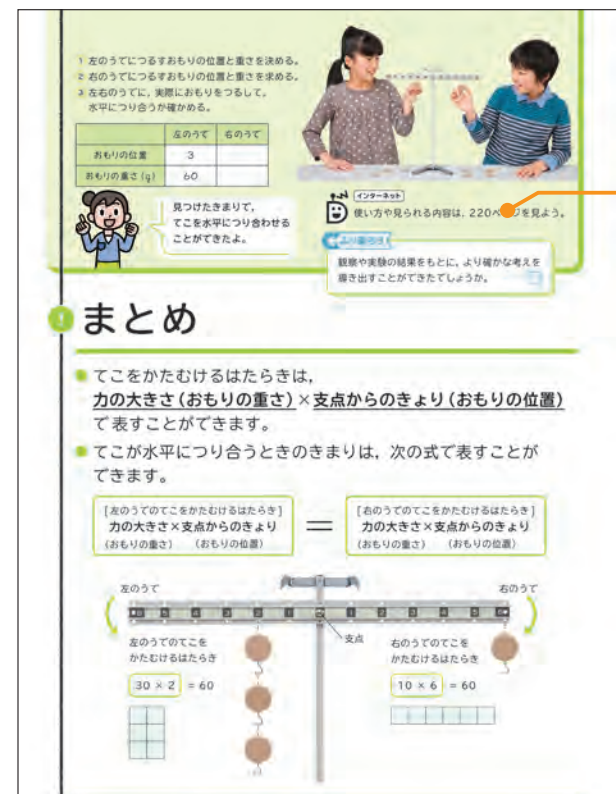 1 左のうでにつるすおもりの位置と重さを決める。
2 右のうでにつるすおもりの位置と重さを求める。
3 左右のうでに，実際におもりをつるして，
水平につり合うか確かめる。
左のうで 右のうで
おもりの位置 3
おもりの重さ(g) 60
見つけたきまりで，
てこを水平につり合わせる
ことができたよ。
インターネット
使い方や見られる内容は，220ページを見よう。
観察や実験の結果をもとに，より確かな考えを
導き出すことができたでしょうか。
まとめ
てこをかたむけるはたらきは，
力の大きさ(おもりの重さ)×支点からのきょり(おもりの位置)
で表すことができます。
てこが水平につり合うときのきまりは，次の式で表すことが
できます。
[左のうでのてこをかたむけるはたらき]
力の大きさ×支点からのきょり
(おもりの重さ) (おもりの位置)
=
[右のうでのてこをかたむけるはたらき]
力の大きさ×支点からのきょり
(おもりの重さ) (おもりの位置)
左のうで
右のうで
6 5 4 3 2 1 1 2 3 4 5 6
支点
左のうでのてこを
かたむけるはたらき
30 × 2 = 60
右のうでのてこを
かたむけるはたらき
10 × 6 = 60